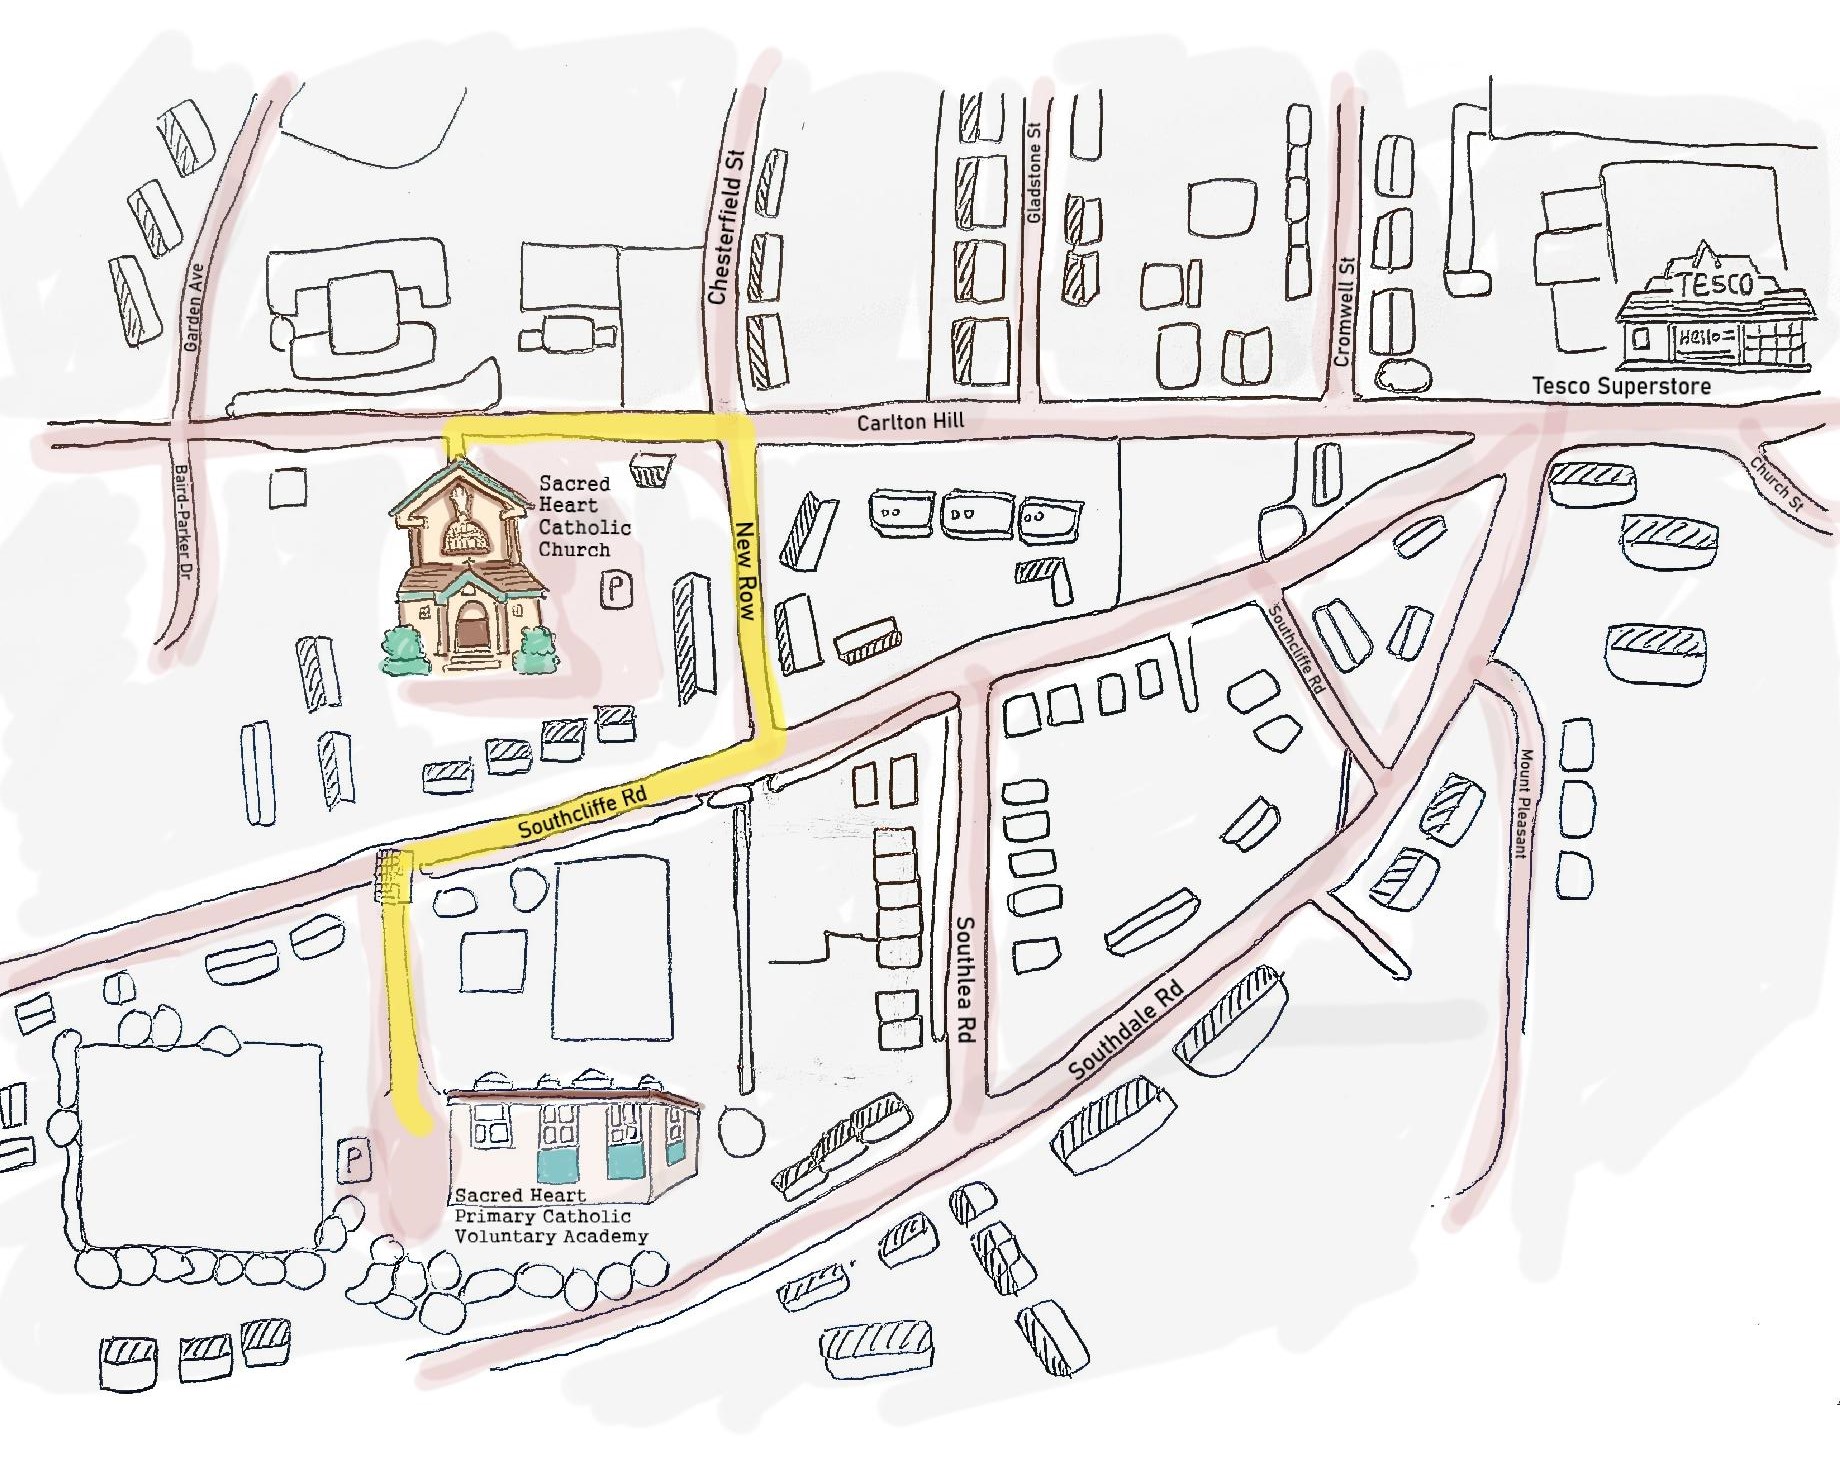 Chesterfield St
Gladstone St
Garden Ave
Cromwell St
TESCO
Hello=
Tesco Superstore
Carlton Hill
Church St
Baird-Parker Dr
Sacred
Heart
Catholic
Church
P
New Row
Southcliffe Rd
Mount Pleasant
Southcliffe Rd
Southlea Rd
Southdale Rd
P
Sacred Heart
Primary Catholic
Voluntary Academy